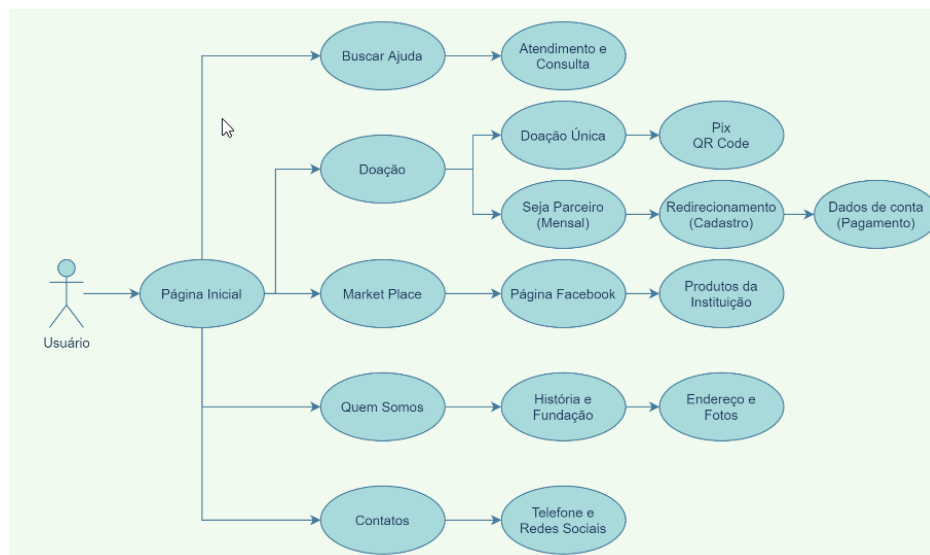 Buscar Ajuda
Atendimento e
Consulta
Doação
Doação Única
Pix
QR Code
Seja Parceiro
(Mensal)
Redirecionamento
(Cadastro)
Dados de conta
(Pagamento)
Usuário
Página Inicial
Market Place
Página Facebook
Produtos da
Instituição
Quem Somos
História e
Fundação
Endereço e
Fotos
Contatos
Telefone e
Redes Sociais